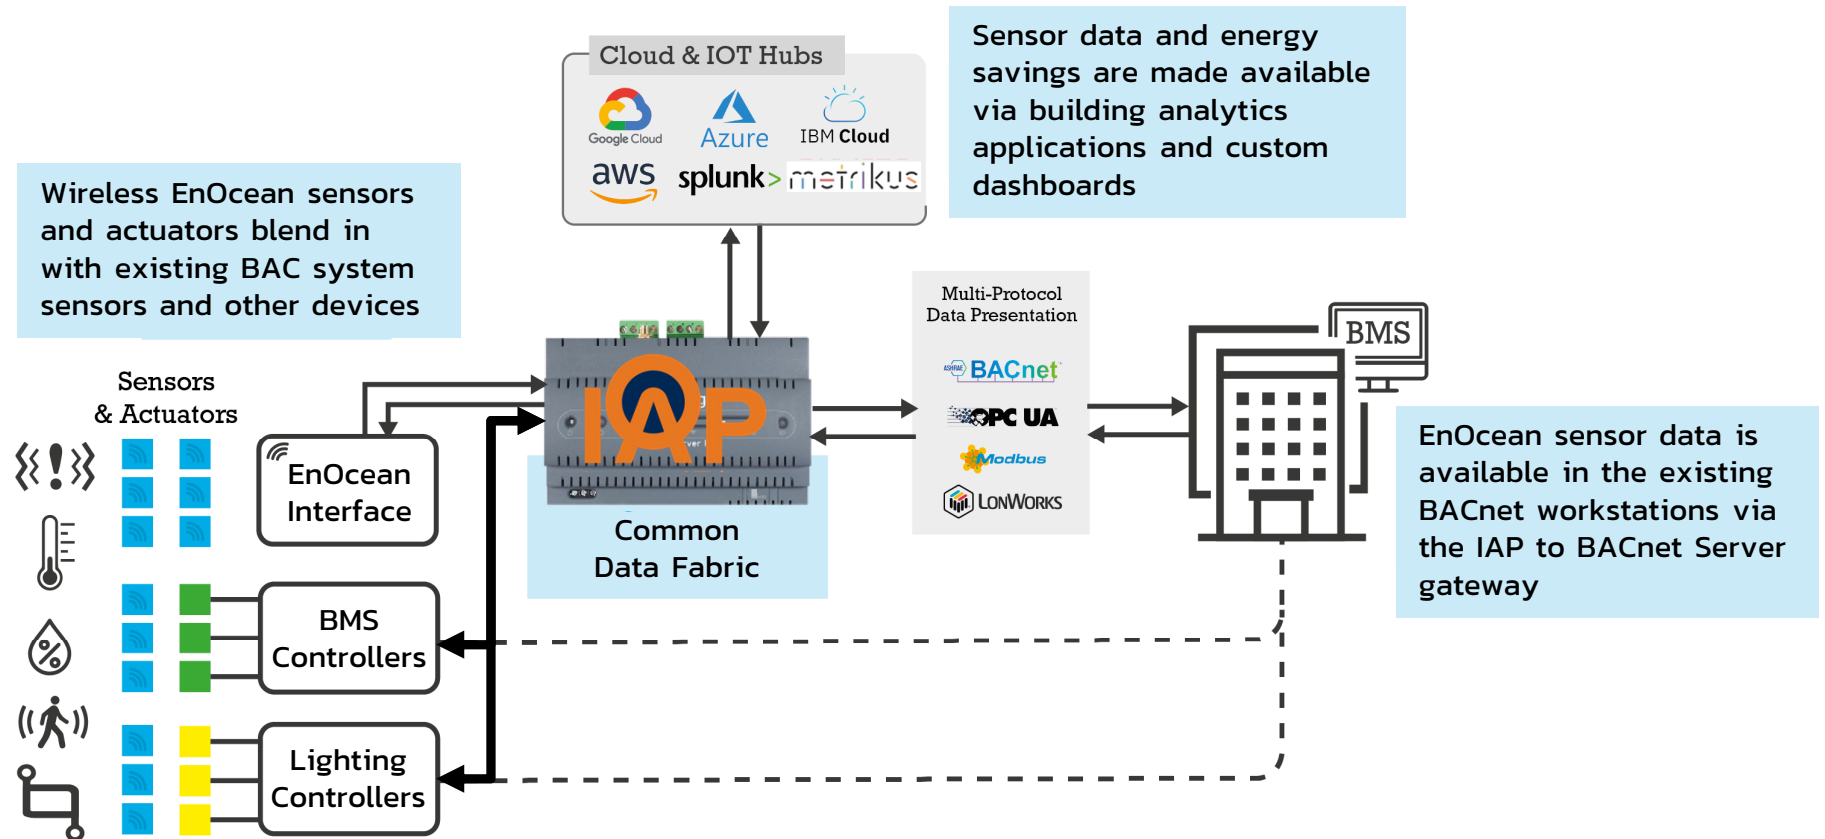 Cloud & IOT Hubs
Google Cloud
Azure
IBM Cloud
aws
splunk>
metrikus
Sensor data and energy
savings are made available
via building analytics
applications and custom
dashboards
Wireless EnOcean sensors
and actuators blend in
with existing BAC system
sensors and other devices
Sensors
& Actuators
EnOcean
Interface
BMS
Controllers
Lighting
Controllers
IAP
Common
Data Fabric
Multi-Protocol
Data Presentation
ASHRAE BACnet
OPC UA
Modbus
LonWorks
BMS
EnOcean sensor data is
available in the existing
BACnet workstations via
the IAP to BACnet Server
gateway